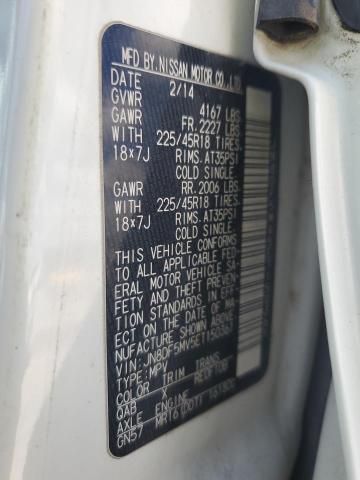 MFD BY. NISSAN MOTOR CO., LTD.
DATE 2/14
GVWR 4167 LBS
GAWR FR. 2227 LBS.
WITH 225/45R18 TIRES.
18x7J RIMS. AT35PSI
COLD SINGLE.
GAWR RR. 2006 LBS.
WITH 225/45R18 TIRES.
18x7J RIMS. AT35PSI
COLD SINGLE.
THIS VEHICLE CONFORMS
TO ALL APPLICABLE FED-
ERAL MOTOR VEHICLE SA-
FETY AND THEFT PREVEN-
TION STANDARDS IN EFF-
ECT ON THE DATE OF MA-
NUFACTURE SHOWN ABOVE.
VIN: JN8DF5MV5ET150367
TYPE: MPV
COLOR TRIM TRANS
QAB X
AXLE ENGINE
GN57